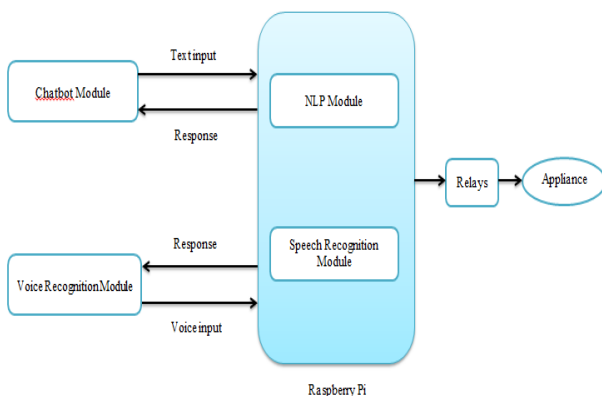 Text input
Chatbot Module
Response
NLP Module
Relays
Appliance
Response
Speech Recognition
Module
Voice Recognition Module
Voice input
Raspberry Pi